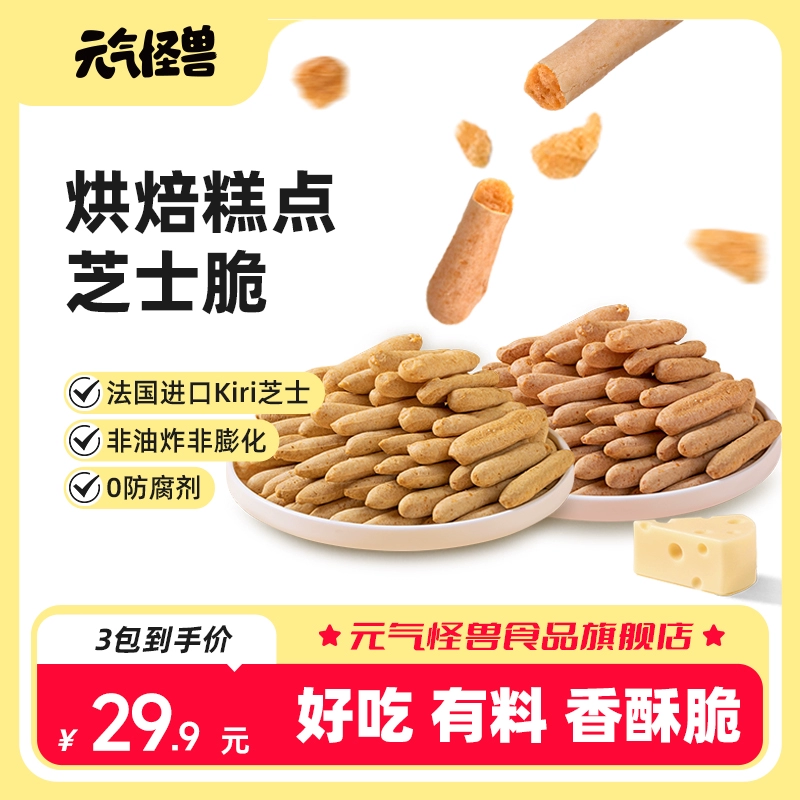 元气怪兽
烘焙糕点
芝士脆
法国进口Kiri芝士
非油炸非膨化
0防腐剂
3包到手价
¥29.9元
★元气怪兽食品旗舰店★
好吃 有料 香酥脆